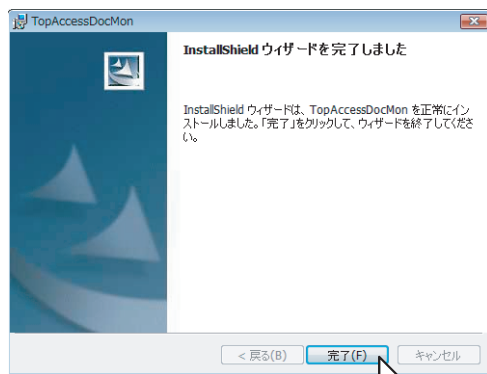 TopAccessDocMon
InstallShield ウィザードを完了しました
InstallShield ウィザードは、TopAccessDocMon を正常にイン
ストールしました。「完了」をクリックして、ウィザードを終了してくださ
い。
< 戻る(B) 完了(F) キャンセル